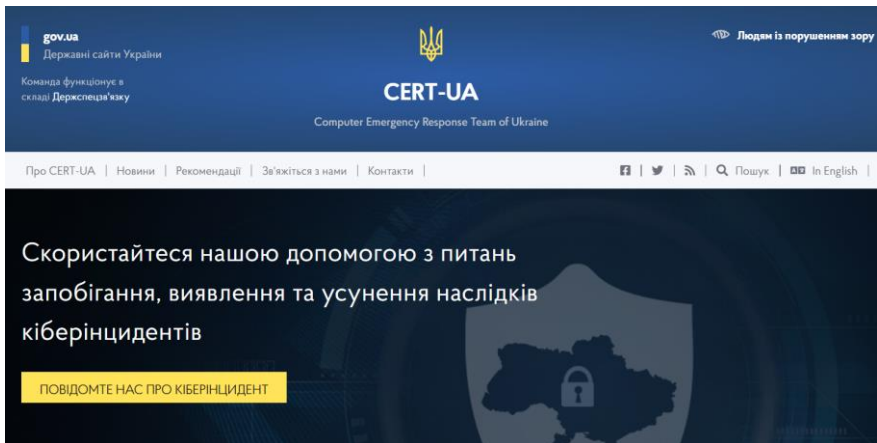 gov.ua
Державні сайти України
Людям із порушенням зору
Команда функціонує в
складі Держспецзв'язку
CERT-UA
Computer Emergency Response Team of Ukraine
Про CERT-UA | Новини | Рекомендації | Зв'яжіться з нами | Контакти |
Пошук | In English |
Скористайтеся нашою допомогою з питань
запобігання, виявлення та усунення наслідків
кіберінцидентів
ПОВІДОМТЕ НАС ПРО КІБЕРІНЦИДЕНТ